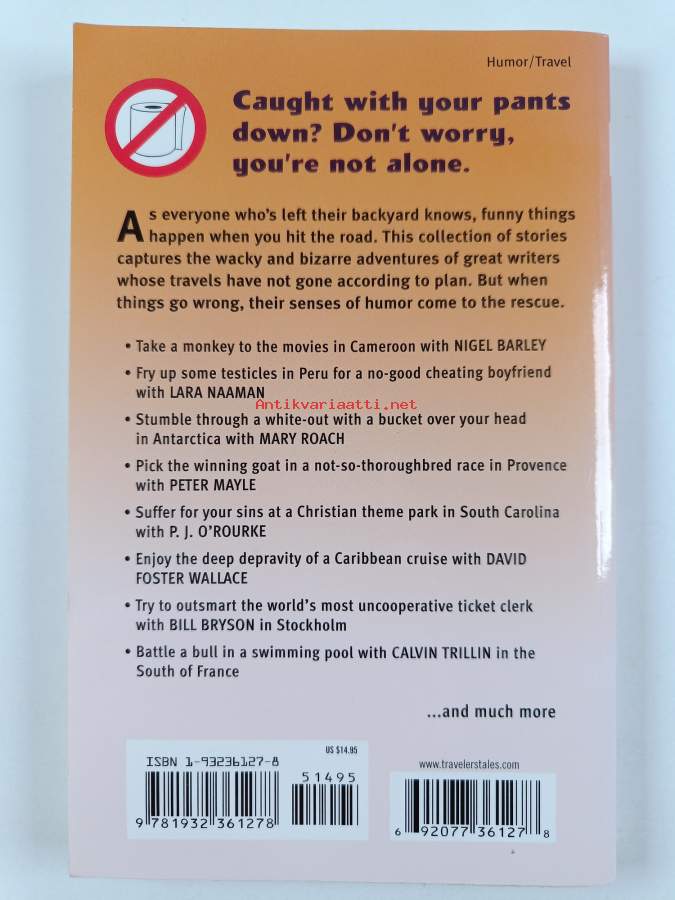 Humor/Travel
Caught with your pants
down? Don't worry,
you're not alone.
As everyone who's left their backyard knows, funny things
happen when you hit the road. This collection of stories
captures the wacky and bizarre adventures of great writers
whose travels have not gone according to plan. But when
things go wrong, their senses of humor come to the rescue.
• Take a monkey to the movies in Cameroon with NIGEL BARLEY
• Fry up some testicles in Peru for a no-good cheating boyfriend
with LARA NAAMAN
Antikvariaatti.net
• Stumble through a white-out with a bucket over your head
in Antarctica with MARY ROACH
• Pick the winning goat in a not-so-thoroughbred race in Provence
with PETER MAYLE
• Suffer for your sins at a Christian theme park in South Carolina
with P. J. O'ROURKE
• Enjoy the deep depravity of a Caribbean cruise with DAVID
FOSTER WALLACE
• Try to outsmart the world's most uncooperative ticket clerk
with BILL BRYSON in Stockholm
• Battle a bull in a swimming pool with CALVIN TRILLIN in the
South of France
...and much more
US $14.95
ISBN 1-93236127-8
51495
9 781932 361278
www.travelerstales.com
6 92077 36127 8